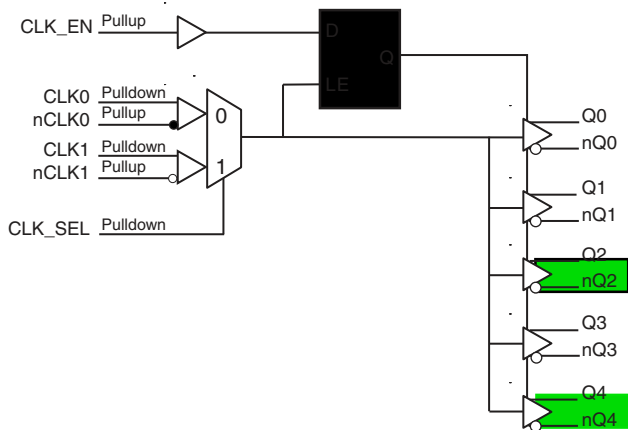 CLK_EN Pullup
D
Q
LE
CLK0 Pulldown
nCLK0 Pullup
0
CLK1 Pulldown
nCLK1 Pullup
1
CLK_SEL Pulldown
Q0
nQ0
Q1
nQ1
Q2
nQ2
Q3
nQ3
Q4
nQ4